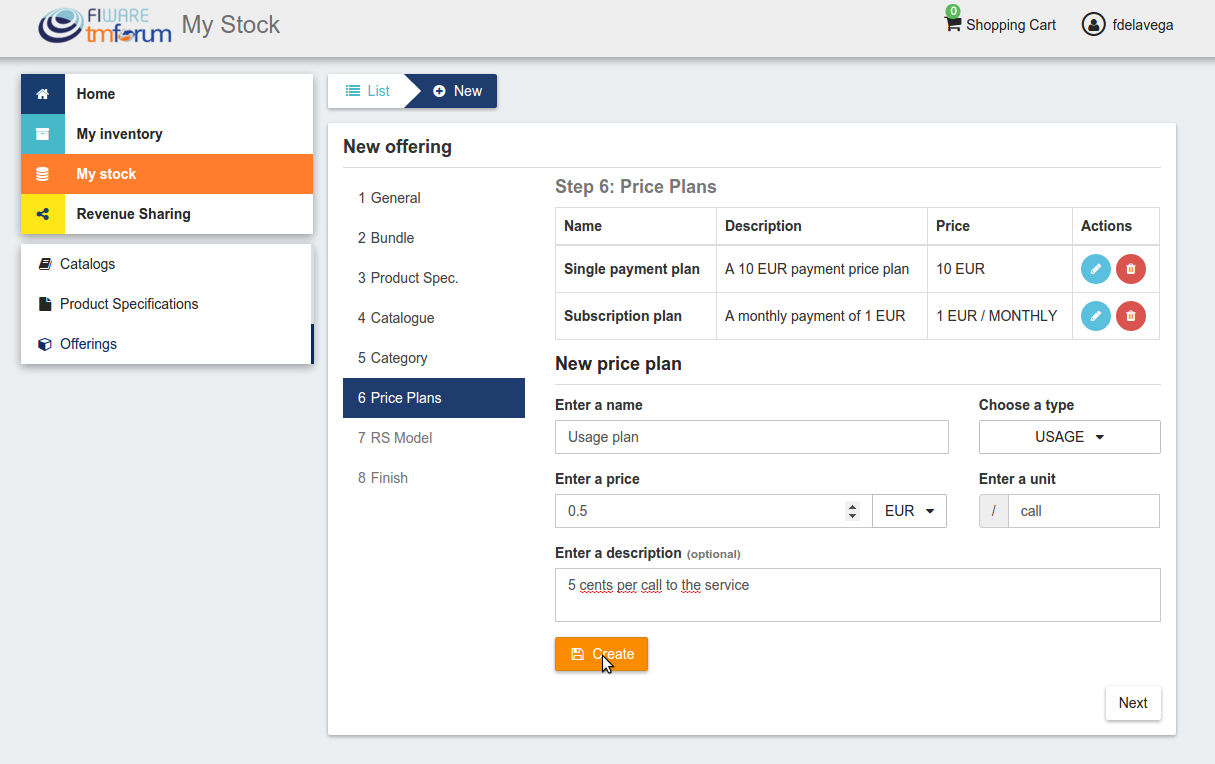 FIWARE
tmforum
My Stock
0
Shopping Cart
fdelavega
Home
My inventory
My stock
Revenue Sharing
Catalogs
Product Specifications
Offerings
List
New
New offering
1 General
2 Bundle
3 Product Spec.
4 Catalogue
5 Category
6 Price Plans
7 RS Model
8 Finish
Step 6: Price Plans
Name Description Price Actions
Single payment plan A 10 EUR payment price plan 10 EUR
Subscription plan A monthly payment of 1 EUR 1 EUR / MONTHLY
New price plan
Enter a name Choose a type
Usage plan USAGE
Enter a price Enter a unit
0.5 EUR / call
Enter a description (optional)
5 cents per call to the service
Create
Next